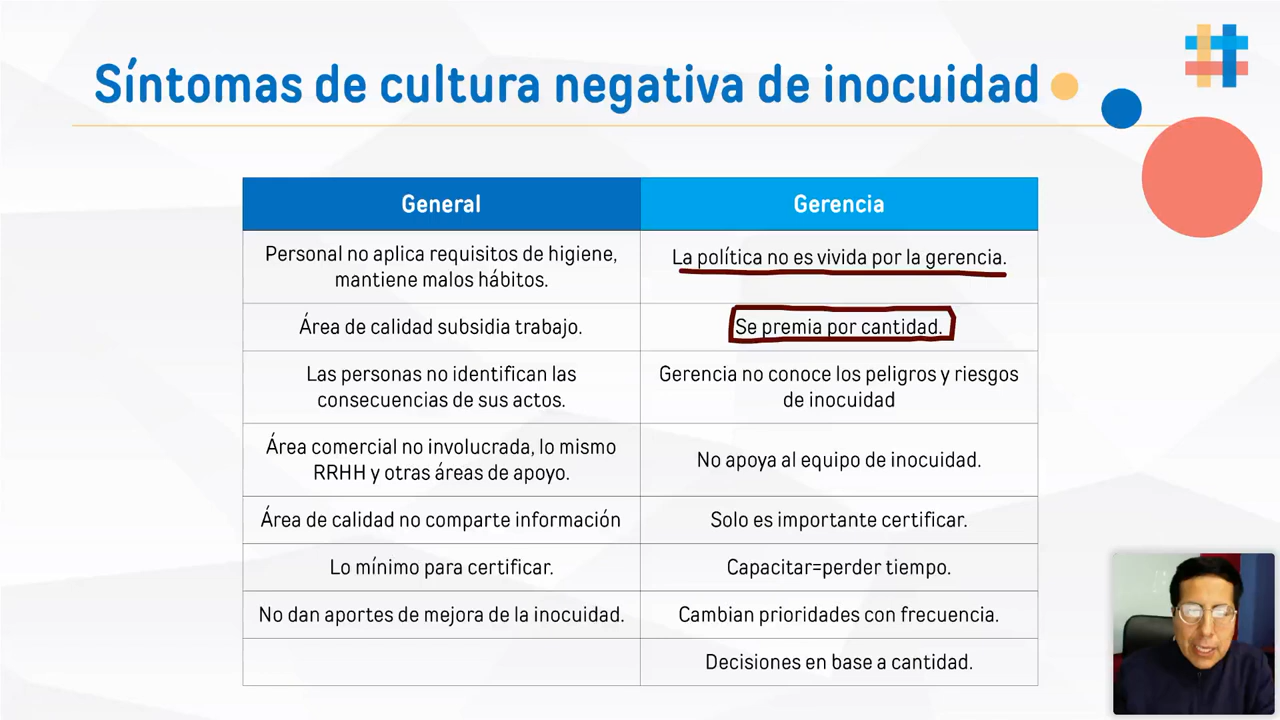 Síntomas de cultura negativa de inocuidad
General
Gerencia
Personal no aplica requisitos de higiene,
mantiene malos hábitos.
La política no es vivida por la gerencia.
Área de calidad subsidia trabajo.
Se premia por cantidad.
Las personas no identifican las
consecuencias de sus actos.
Gerencia no conoce los peligros y riesgos
de inocuidad
Área comercial no involucrada, lo mismo
RRHH y otras áreas de apoyo.
No apoya al equipo de inocuidad.
Área de calidad no comparte información
Solo es importante certificar.
Lo mínimo para certificar.
Capacitar=perder tiempo.
No dan aportes de mejora de la inocuidad.
Cambian prioridades con frecuencia.
Decisiones en base a cantidad.